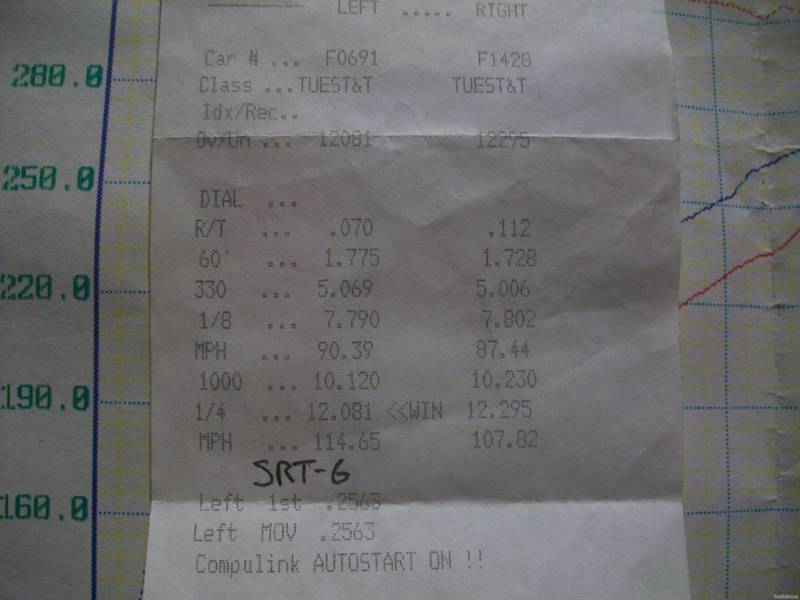 LEFT ..... RIGHT
Car # ... F0691 F1428
Class ...TUEST&T TUEST&T
Idx/Rec..
Ov/Un ... 12081 12295
DIAL ...
R/T ... .070 .112
60' ... 1.775 1.728
330 ... 5.069 5.006
1/8 ... 7.790 7.802
MPH ... 90.39 87.44
1000 ... 10.120 10.230
1/4 ... 12.081 <<WIN 12.295
MPH ... 114.65 107.82
SRT-6
Left 1st .2563
Left MOV .2563
Compulink AUTOSTART ON !!
280.0
250.0
220.0
190.0
160.0